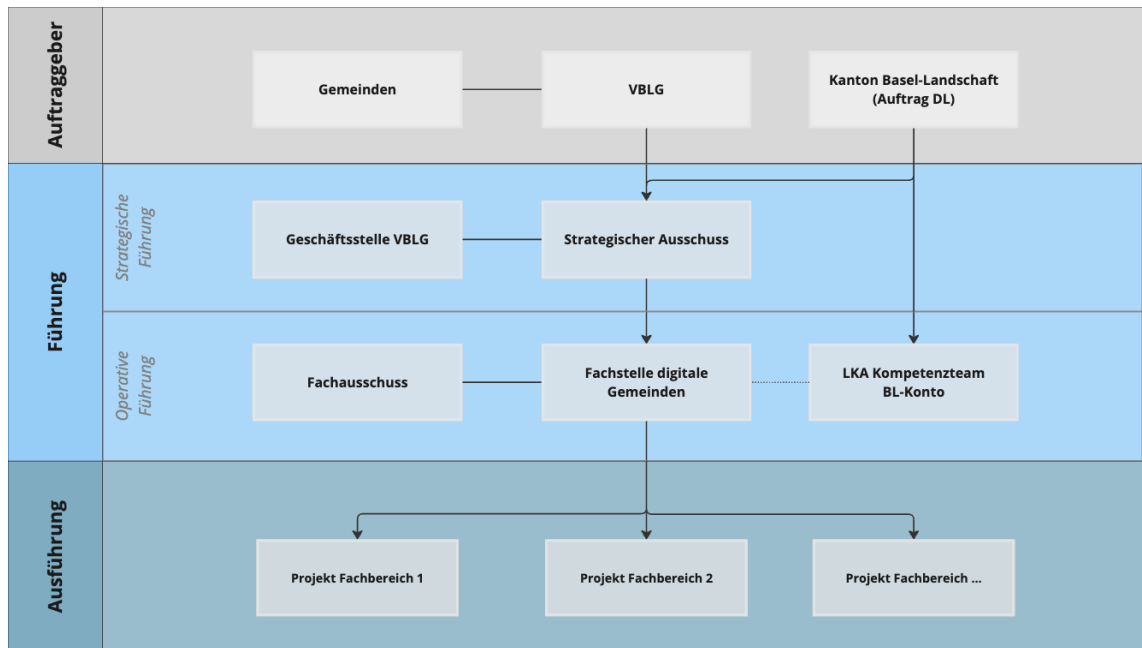 Auftraggeber
Gemeinden
VBLG
Kanton Basel-Landschaft
(Auftrag DL)
Führung
Strategische
Führung
Geschäftsstelle VBLG
Strategischer Ausschuss
Operative
Führung
Fachausschuss
Fachstelle digitale
Gemeinden
LKA Kompetenzteam
BL-Konto
Ausführung
Projekt Fachbereich 1
Projekt Fachbereich 2
Projekt Fachbereich ...